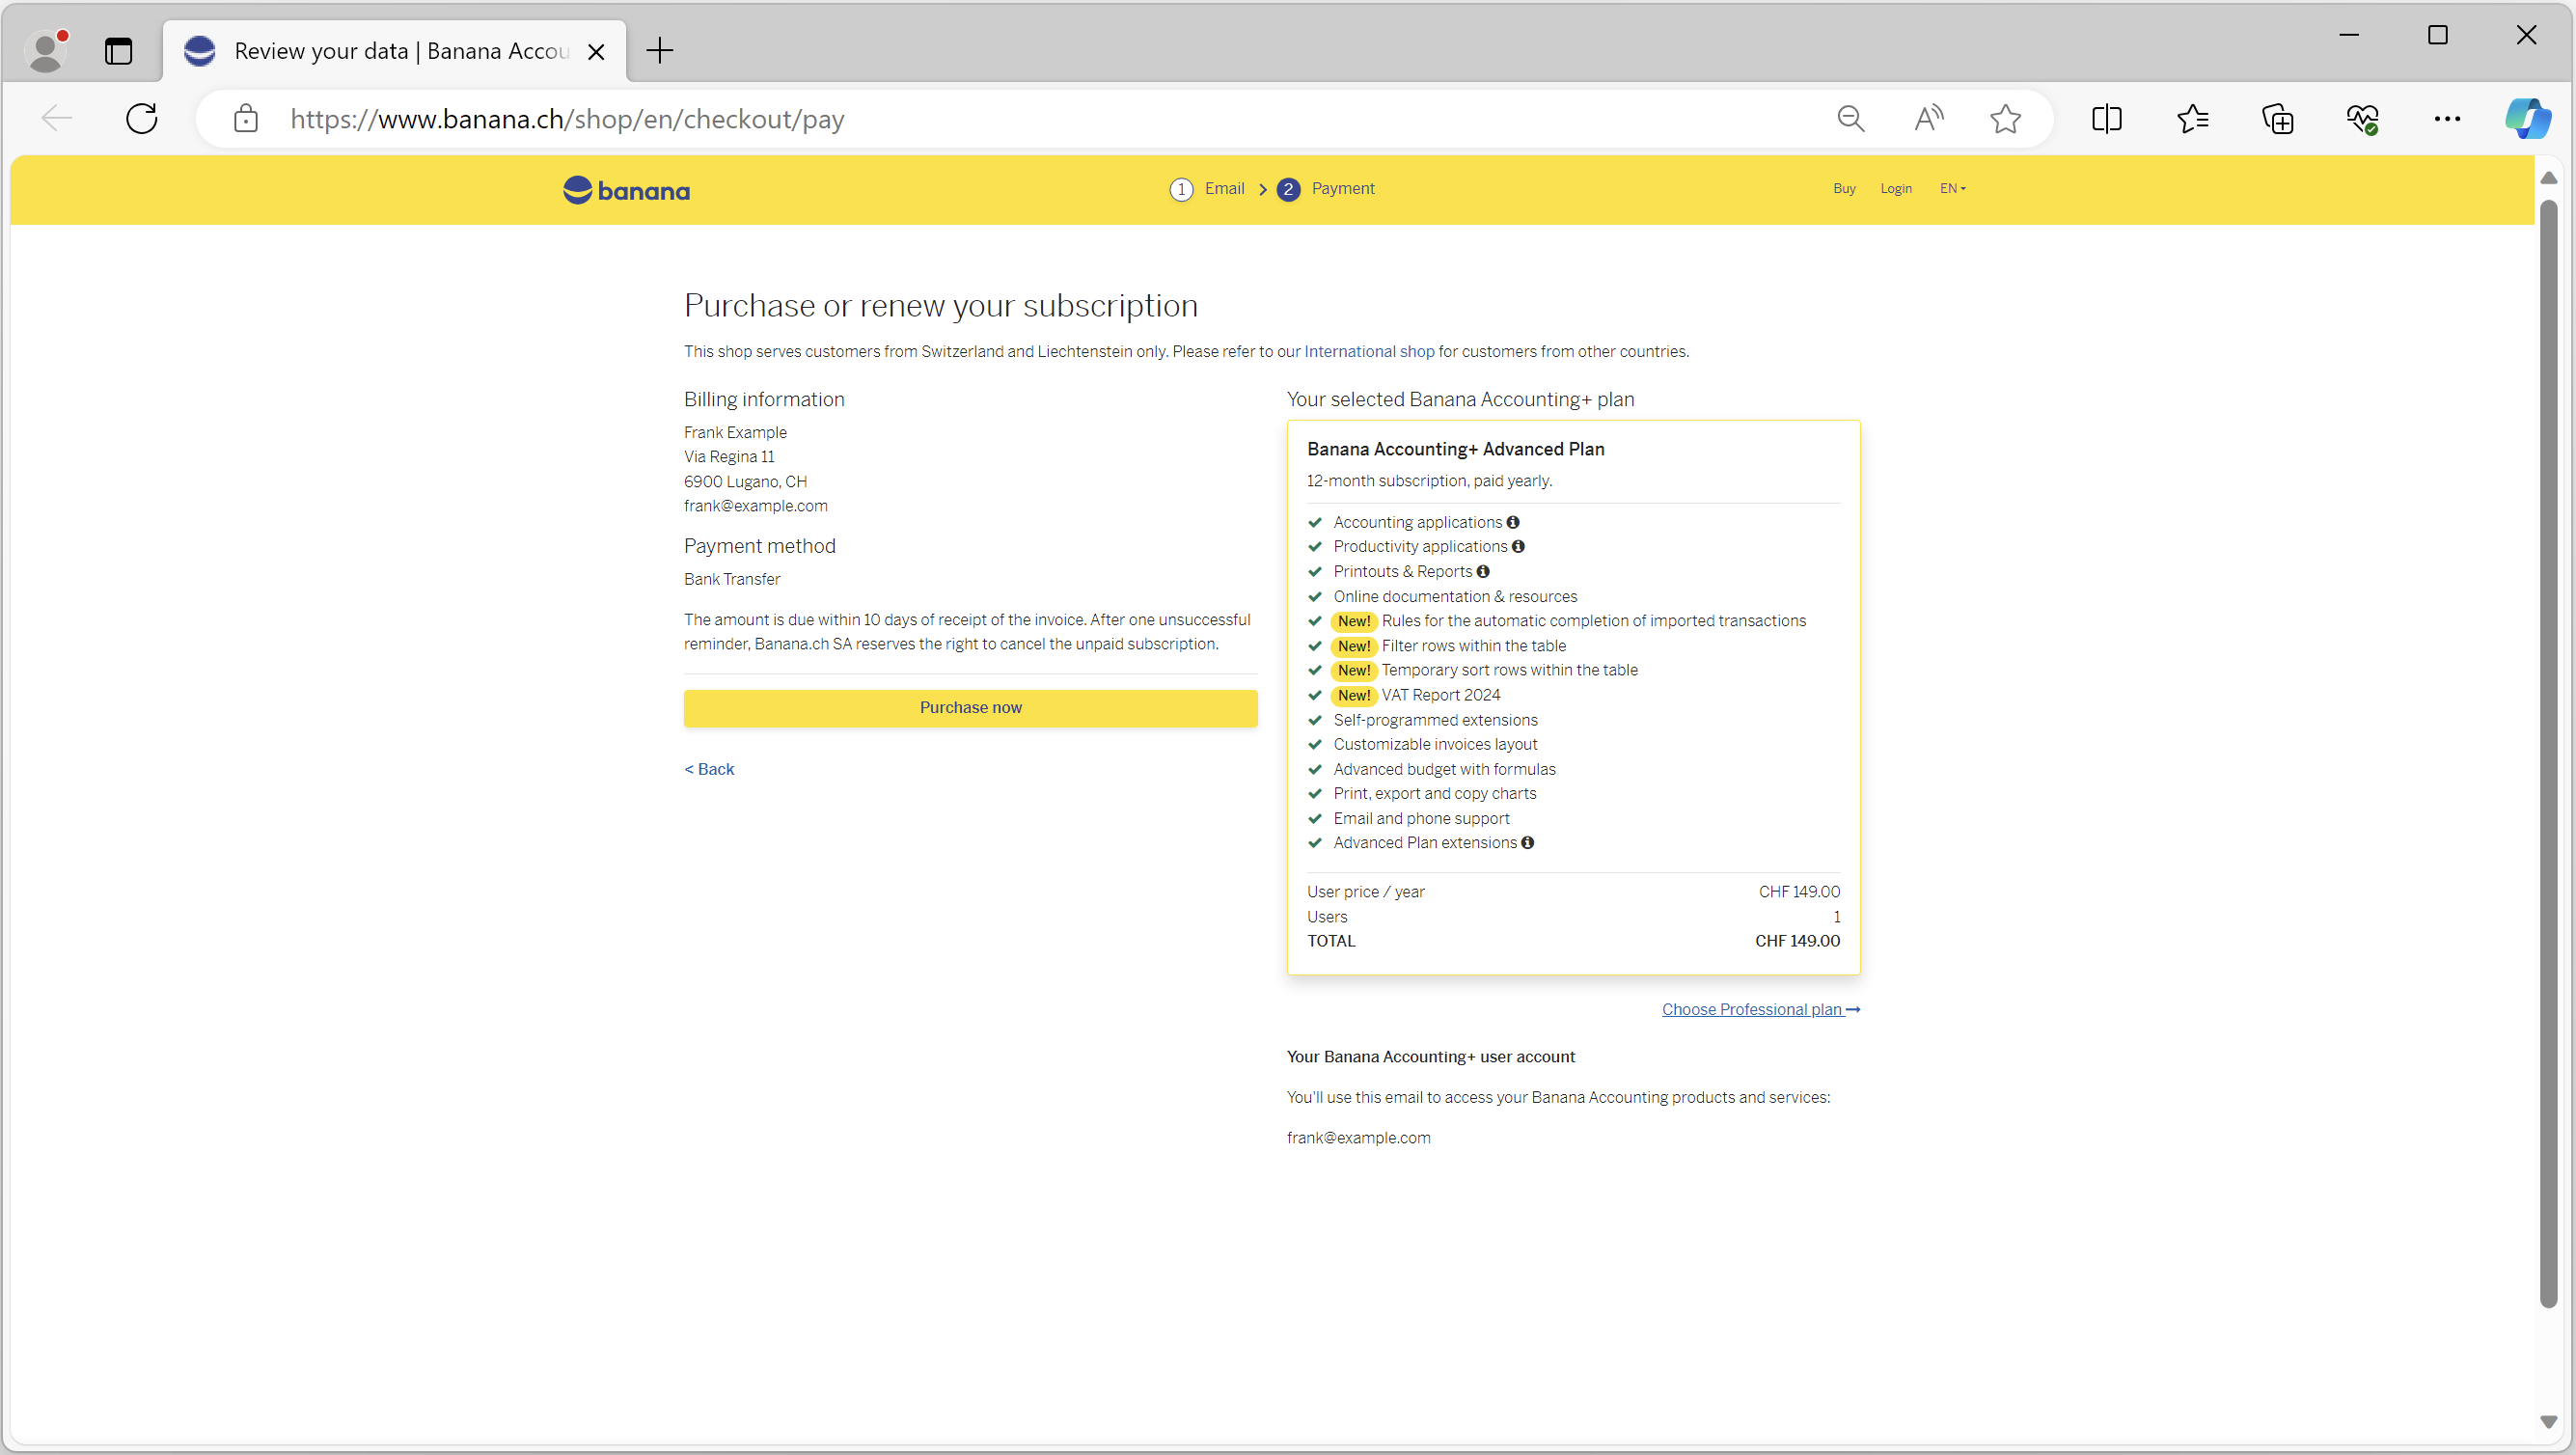 Review your data | Banana Accou
https://www.banana.ch/shop/en/checkout/pay
banana
1 Email > 2 Payment
Buy Login EN
Purchase or renew your subscription
This shop serves customers from Switzerland and Liechtenstein only. Please refer to our International shop for customers from other countries.
Billing information
Frank Example
Via Regina 11
6900 Lugano, CH
frank@example.com
Payment method
Bank Transfer
The amount is due within 10 days of receipt of the invoice. After one unsuccessful
reminder, Banana.ch SA reserves the right to cancel the unpaid subscription.
Purchase now
< Back
Your selected Banana Accounting+ plan
Banana Accounting+ Advanced Plan
12-month subscription, paid yearly.
Accounting applications
Productivity applications
Printouts & Reports
Online documentation & resources
New! Rules for the automatic completion of imported transactions
New! Filter rows within the table
New! Temporary sort rows within the table
New! VAT Report 2024
Self-programmed extensions
Customizable invoices layout
Advanced budget with formulas
Print, export and copy charts
Email and phone support
Advanced Plan extensions
User price / year CHF 149.00
Users 1
TOTAL CHF 149.00
Choose Professional plan
Your Banana Accounting+ user account
You'll use this email to access your Banana Accounting products and services:
frank@example.com